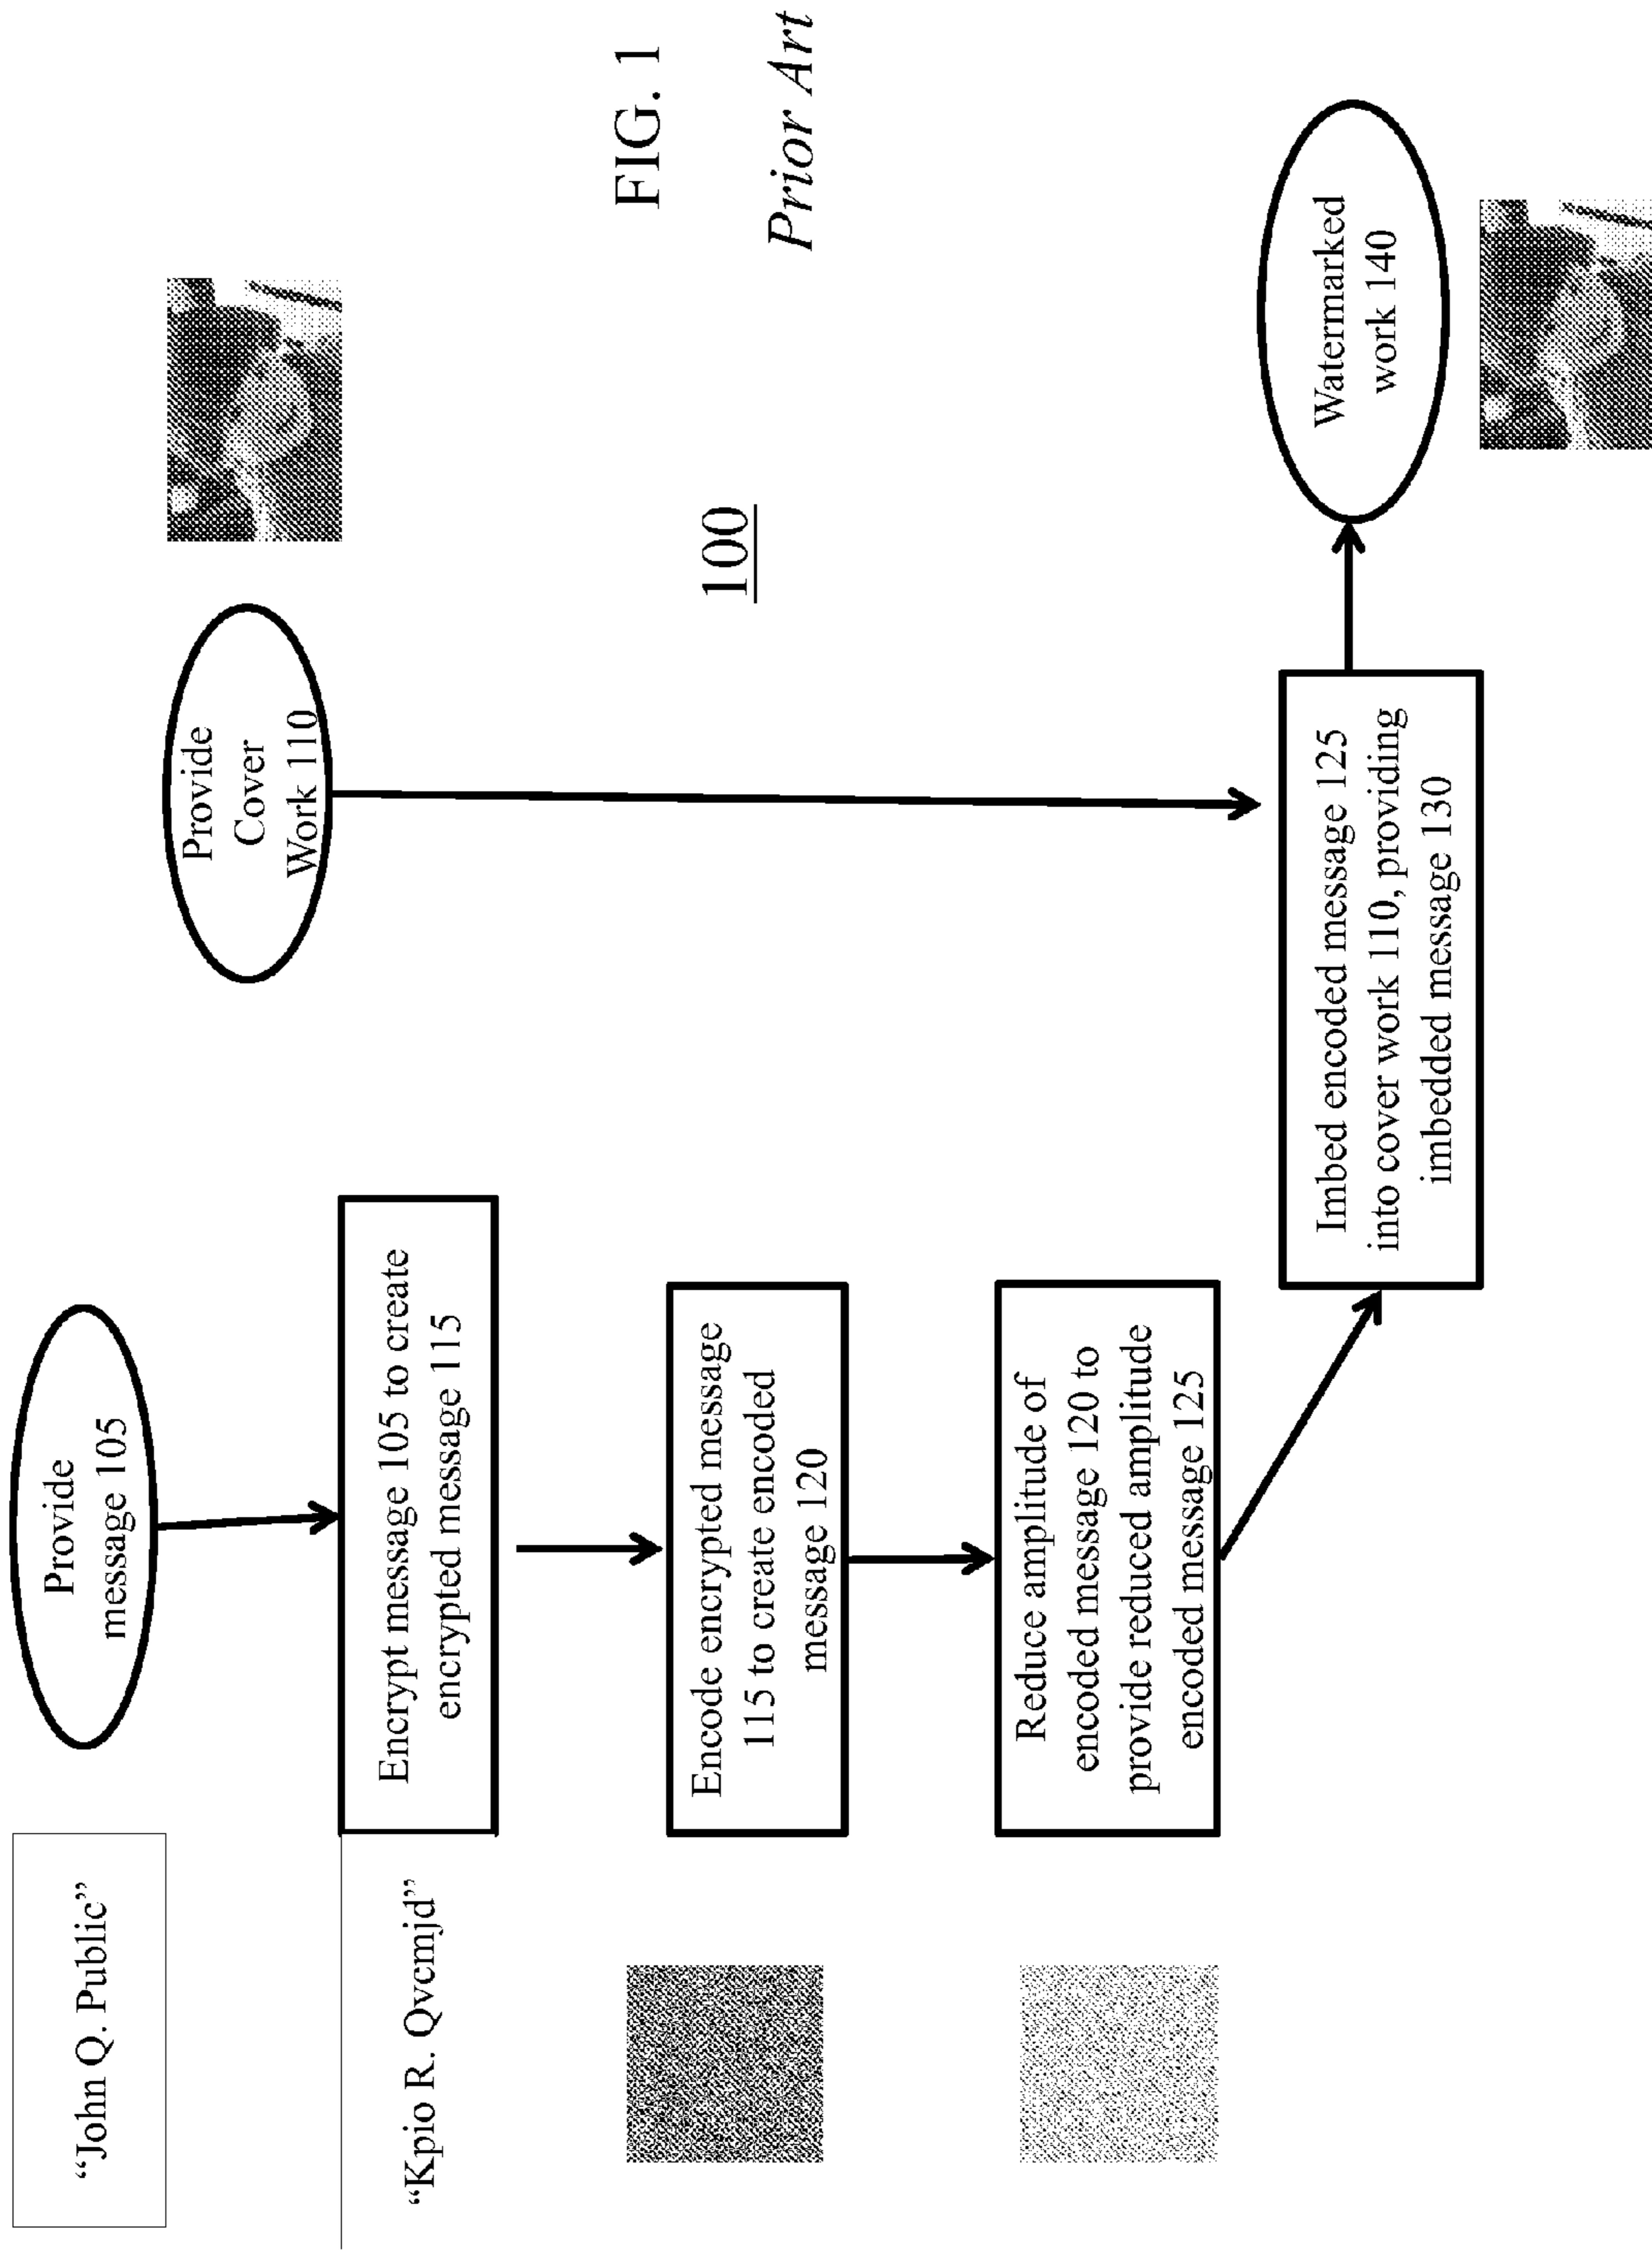 “John Q. Public”
Provide
message 105
“Kpio R. Qvcmjd”
Encrypt message 105 to create
encrypted message 115
Encode encrypted message
115 to create encoded
message 120
Reduce amplitude of
encoded message 120 to
provide reduced amplitude
encoded message 125
Provide
Cover
Work 110
100
FIG. 1
Prior Art
Imbed encoded message 125
into cover work 110, providing
imbedded message 130
Watermarked
work 140